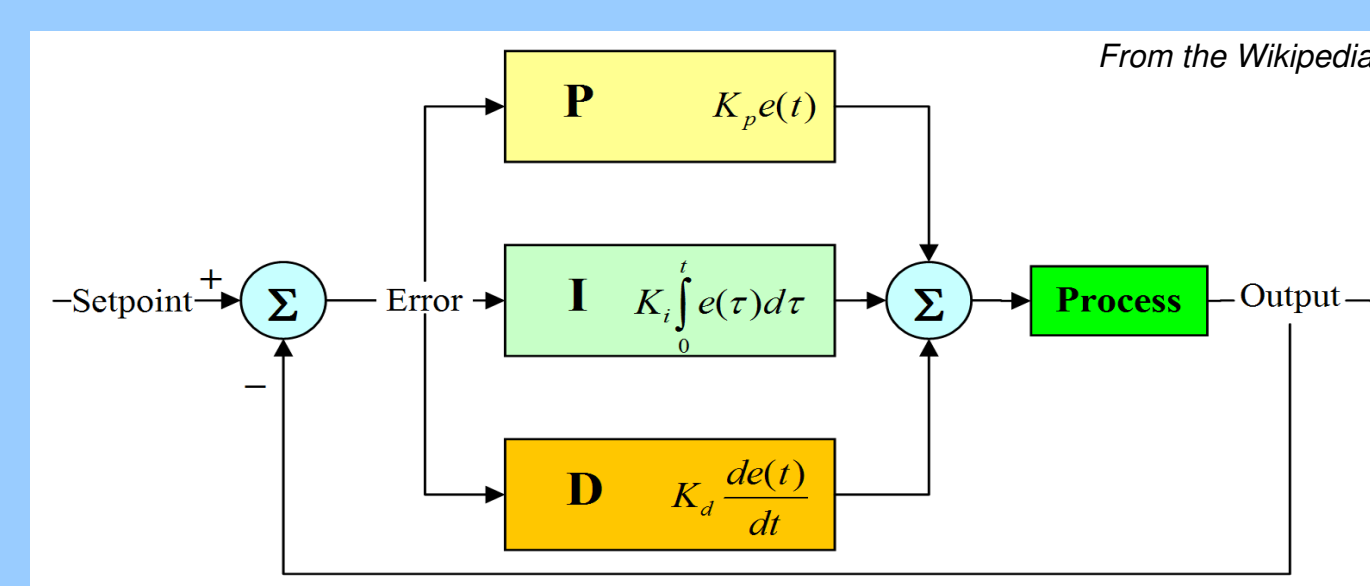 From the Wikipedia
P K_p e(t)
–Setpoint
+
Σ
Error
I K_i ∫_0^t e(τ)dτ
Σ
Process
Output
–
D K_d de(t)/dt